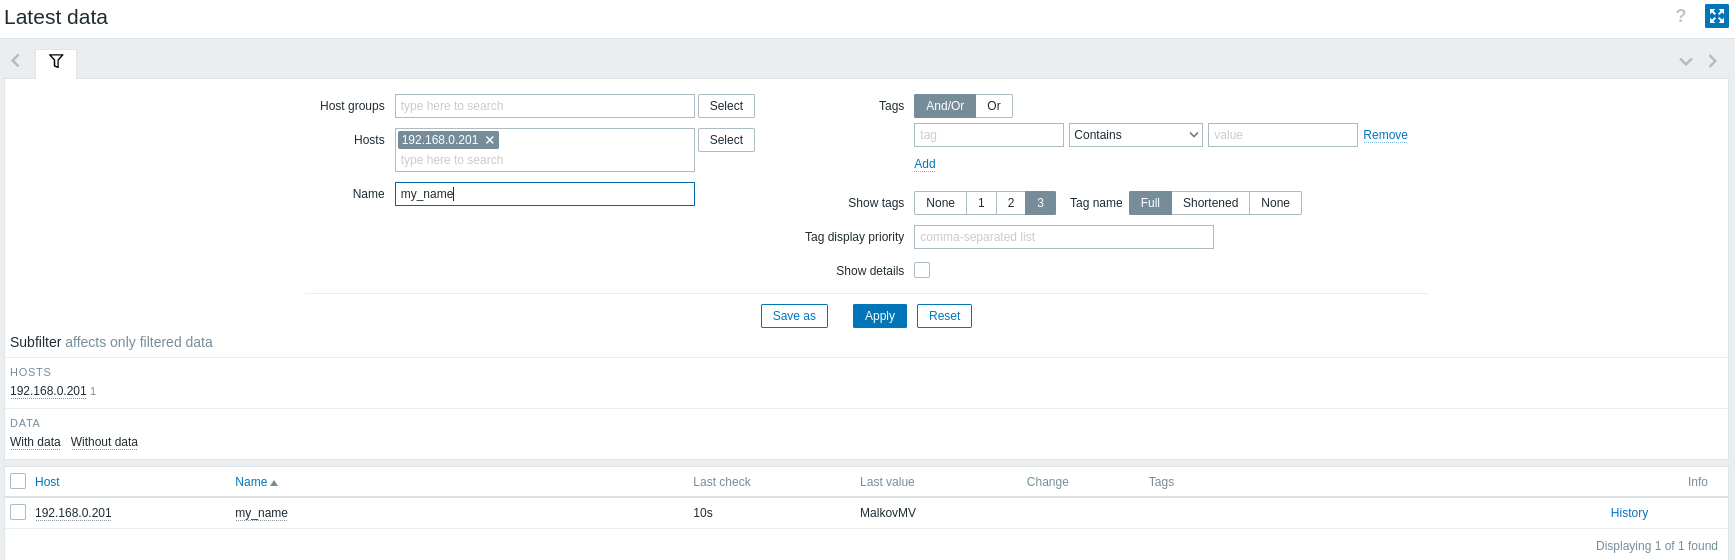 Latest data ?
Host groups type here to search Select Tags And/Or Or
Hosts 192.168.0.201 Select tag Contains value Remove
type here to search Add
Name my_name Show tags None 1 2 3 Tag name Full Shortened None
Tag display priority comma-separated list
Show details
Save as Apply Reset
Subfilter affects only filtered data
HOSTS
192.168.0.201 1
DATA
With data Without data
Host Name Last check Last value Change Tags Info
192.168.0.201 my_name 10s MalkovMV History
Displaying 1 of 1 found